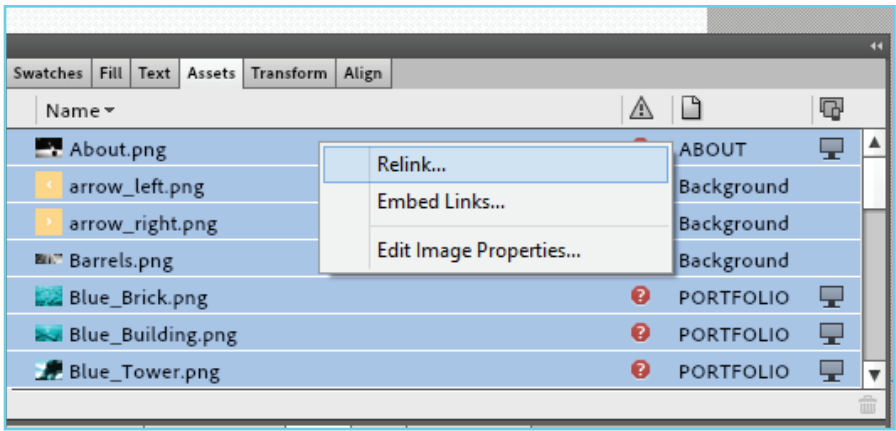 Swatches Fill Text Assets Transform Align
Name
About.png ABOUT
Relink...
arrow_left.png Background
Embed Links...
arrow_right.png Background
Edit Image Properties...
Barrels.png Background
Blue_Brick.png PORTFOLIO
Blue_Building.png PORTFOLIO
Blue_Tower.png PORTFOLIO